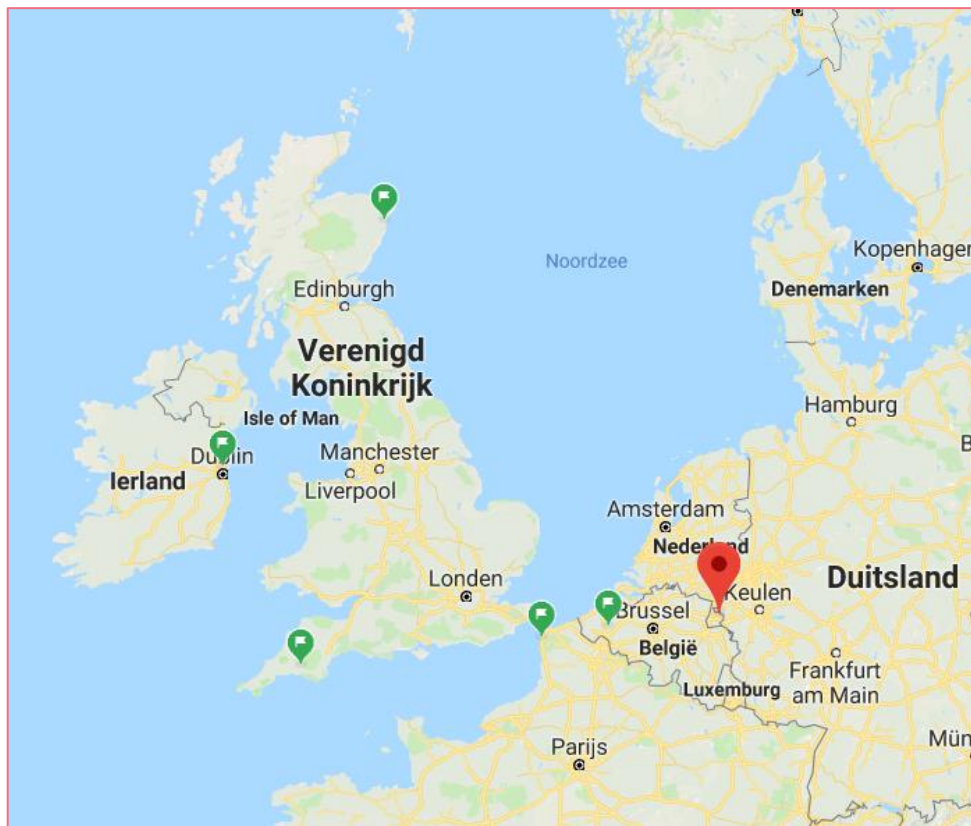 Noordzee
Kopenhagen
Denemarken
Edinburgh
Verenigd
Koninkrijk
Hamburg
Isle of Man
Dublin
Manchester
Ierland
Liverpool
Amsterdam
Nederland
Londen
Duitsland
Keulen
Brussel
België
Frankfurt
am Main
Luxemburg
Parijs
Mün